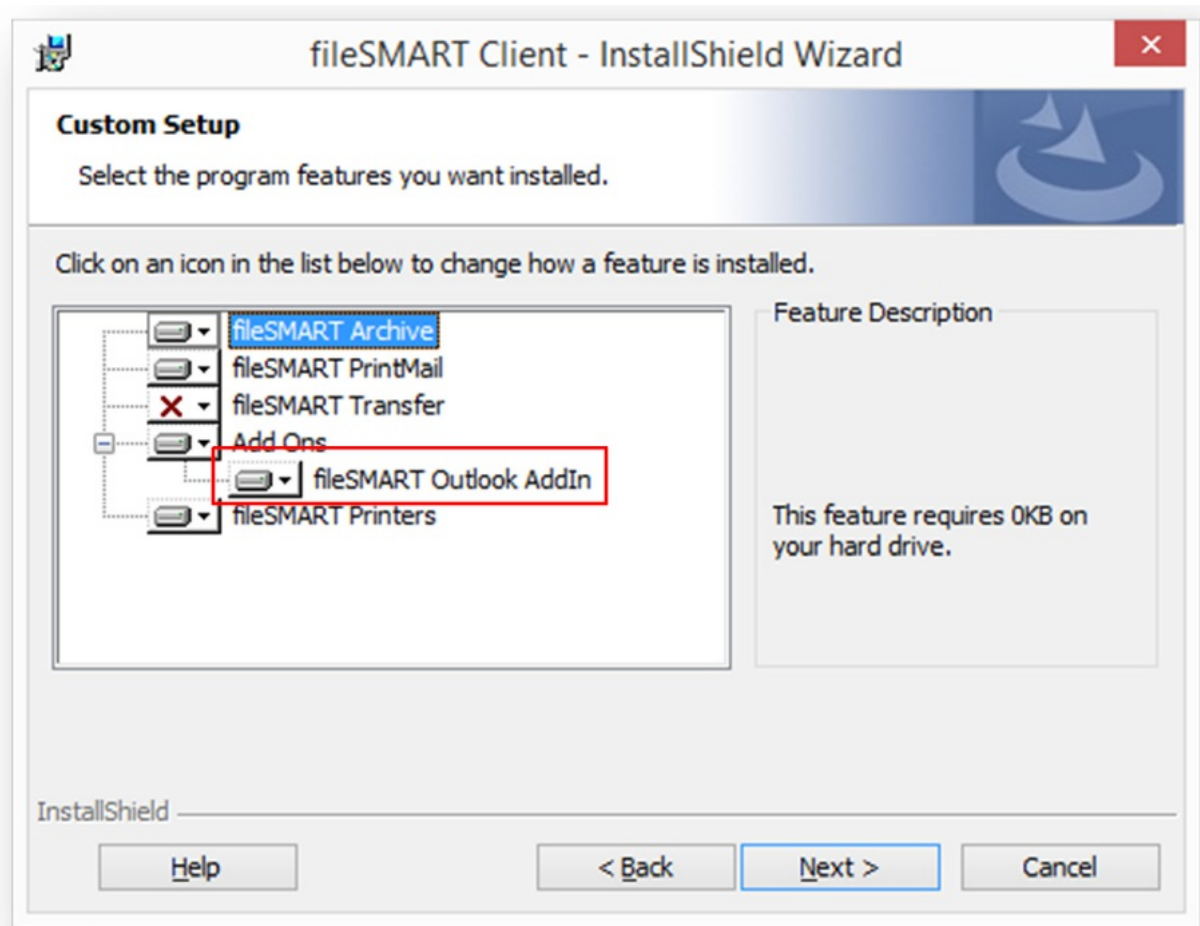 fileSMART Client - InstallShield Wizard
Custom Setup
Select the program features you want installed.
Click on an icon in the list below to change how a feature is installed.
fileSMART Archive
fileSMART PrintMail
fileSMART Transfer
Add Ons
fileSMART Outlook AddIn
fileSMART Printers
Feature Description
This feature requires 0KB on
your hard drive.
InstallShield
Help
< Back
Next >
Cancel